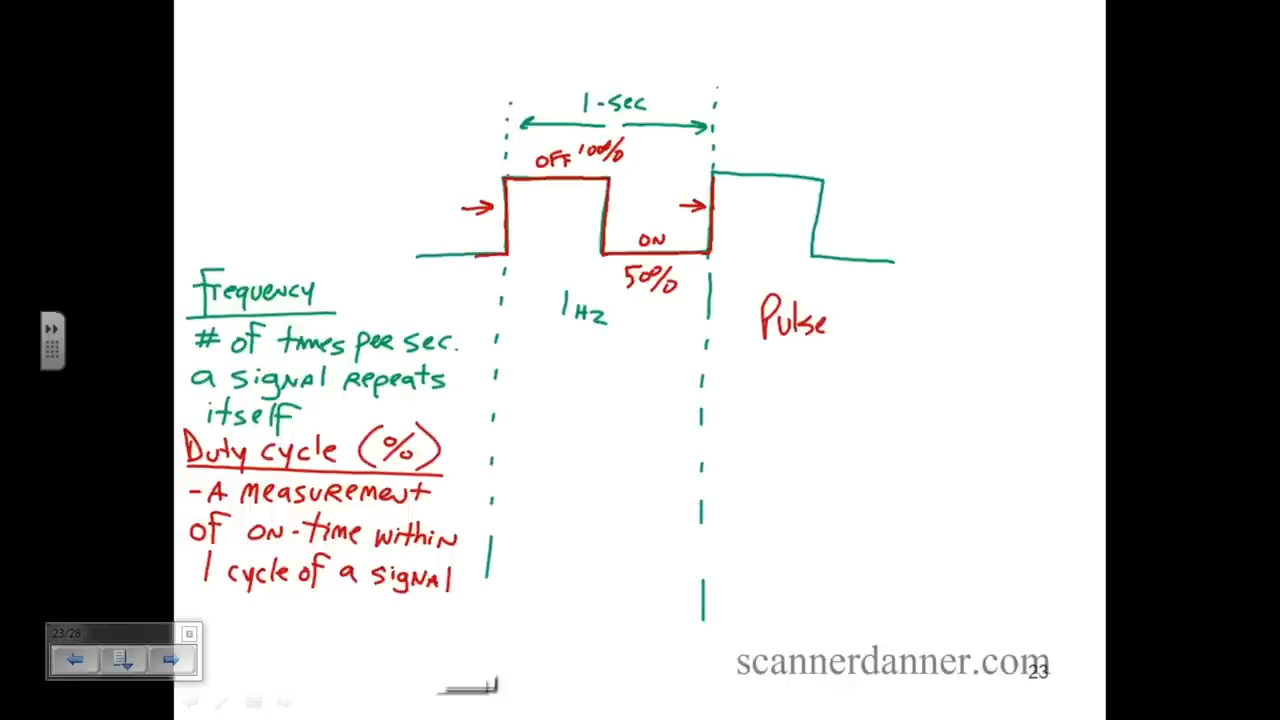 1-sec
OFF 100%
ON
50%
Frequency
1 Hz
Pulse
# of times per sec.
a signal repeats
itself
Duty cycle (%)
- A measurement
of on-time within
1 cycle of a signal
23/28
scannerdanner.com
23